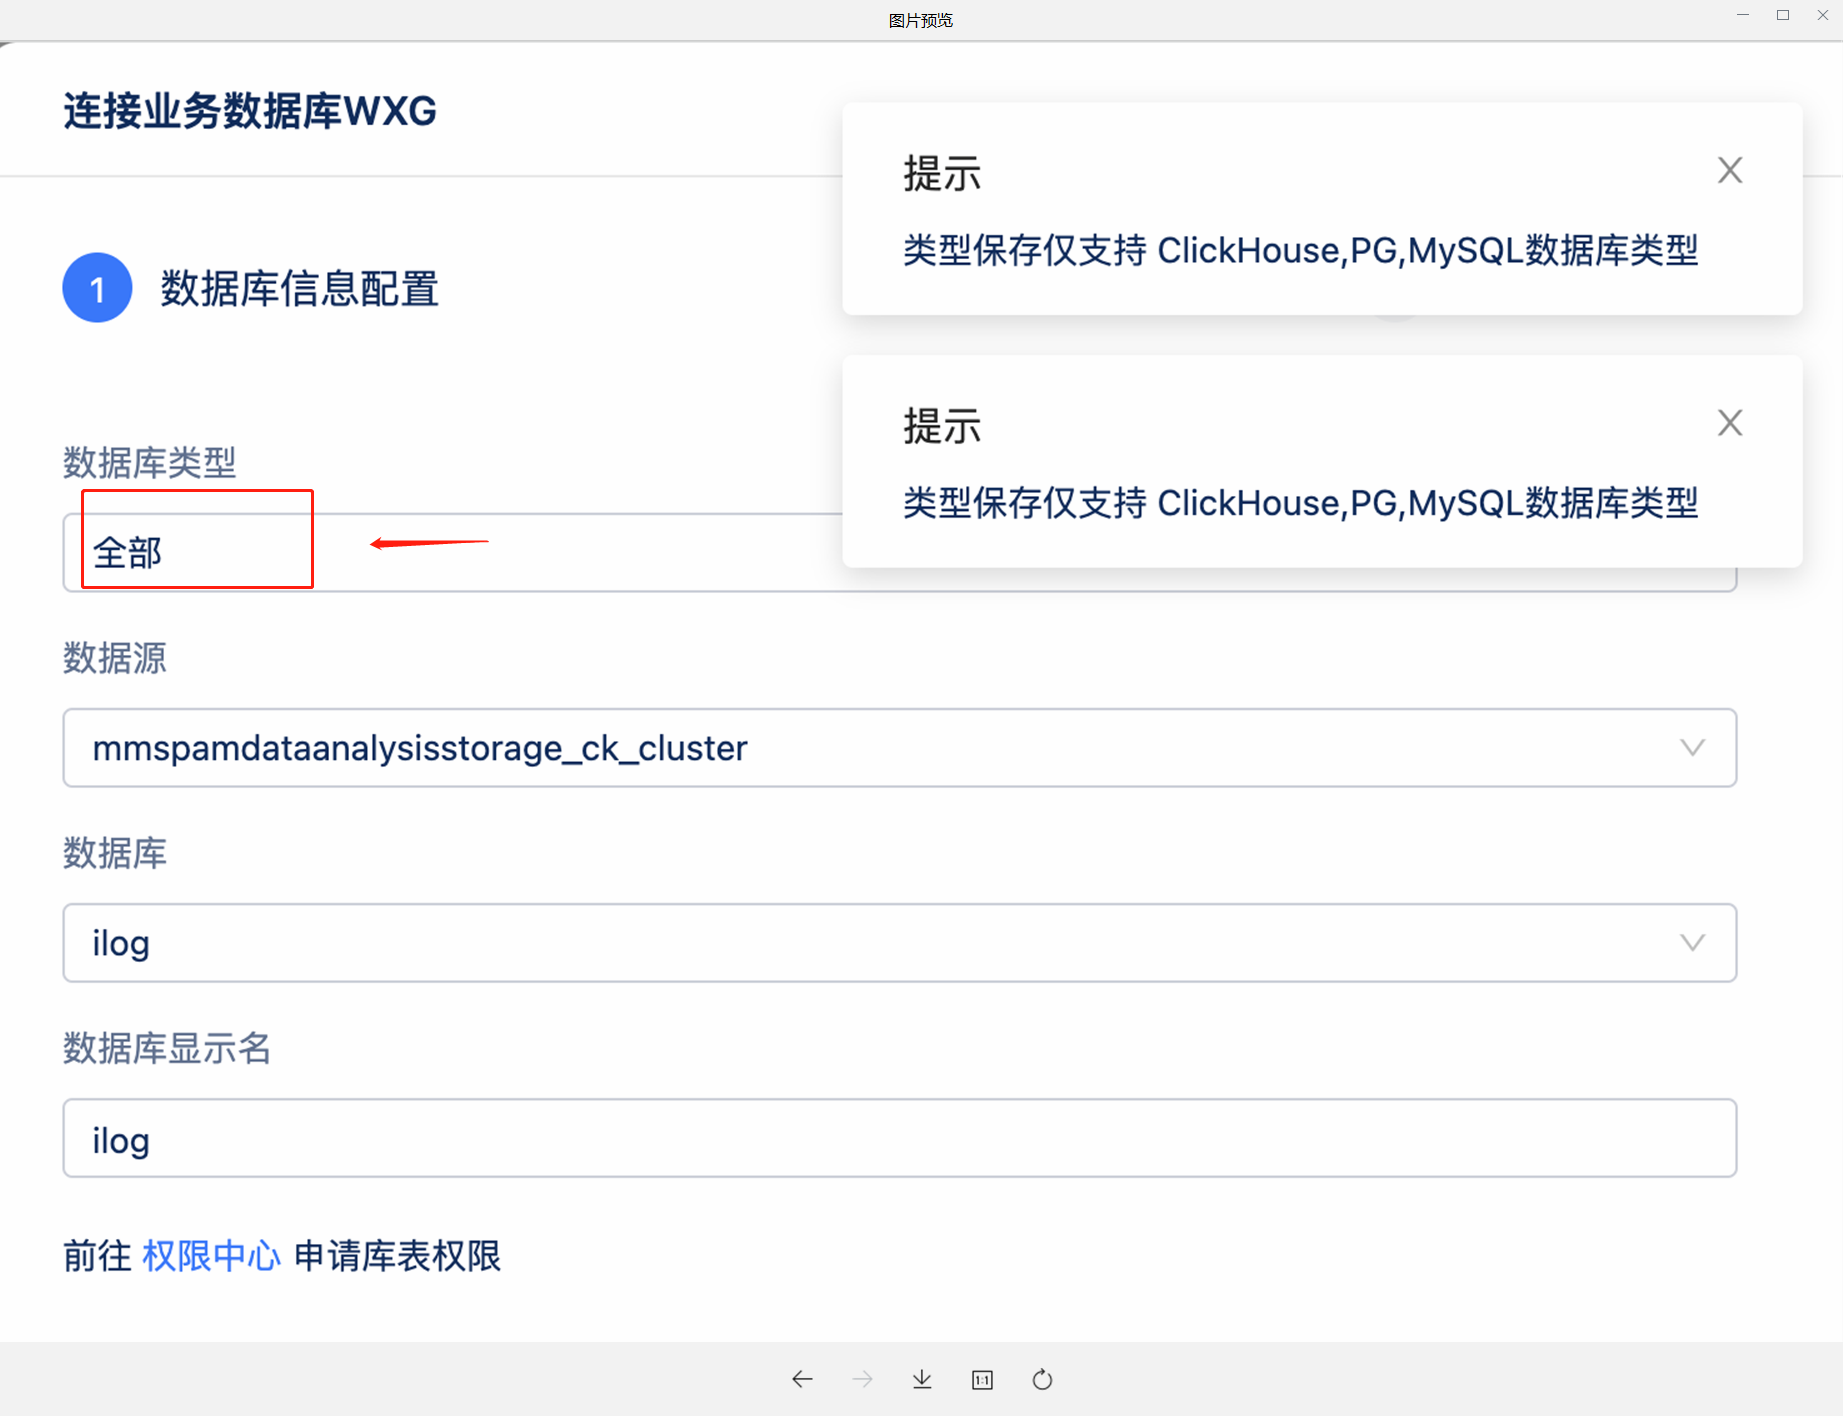 图片预览
连接业务数据库WXG
提示
类型保存仅支持 ClickHouse,PG,MySQL数据库类型
1 数据库信息配置
提示
类型保存仅支持 ClickHouse,PG,MySQL数据库类型
数据库类型
全部
数据源
mmspamdataanalysisstorage_ck_cluster
数据库
ilog
数据库显示名
ilog
前往 权限中心 申请库表权限
1:1